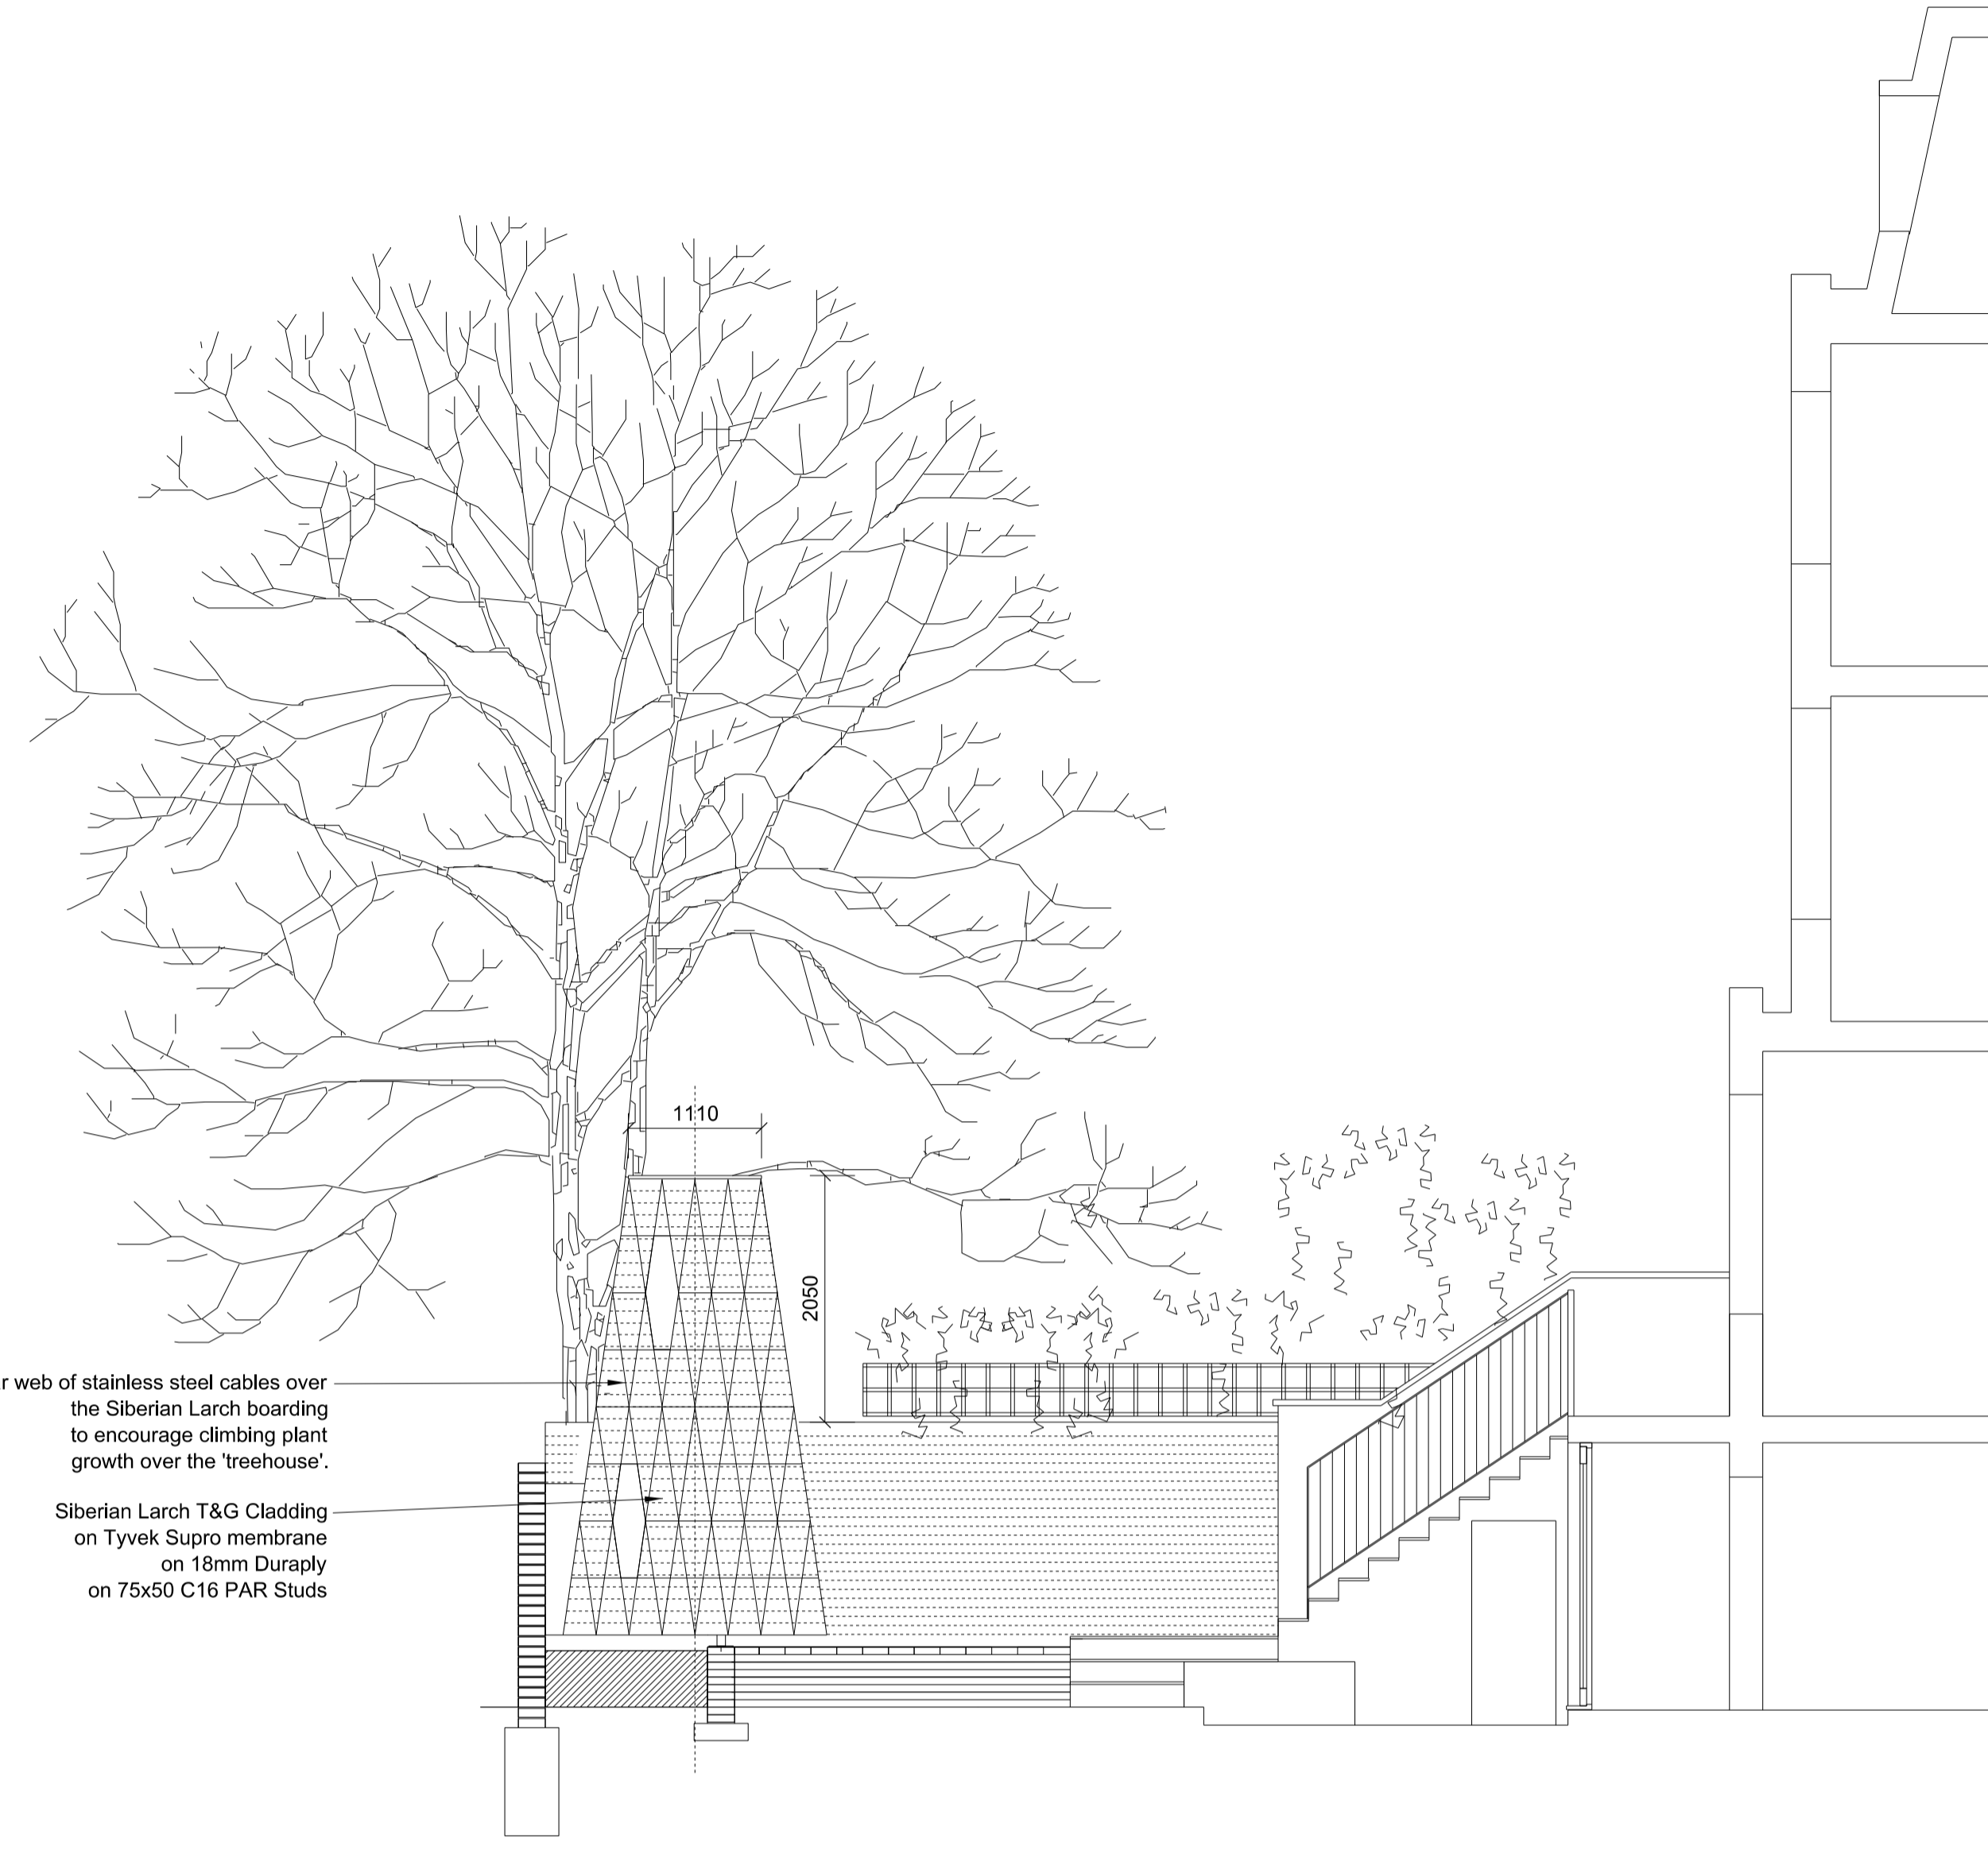 1110
2050
r web of stainless steel cables over
the Siberian Larch boarding
to encourage climbing plant
growth over the 'treehouse'.
Siberian Larch T&G Cladding
on Tyvek Supro membrane
on 18mm Duraply
on 75x50 C16 PAR Studs